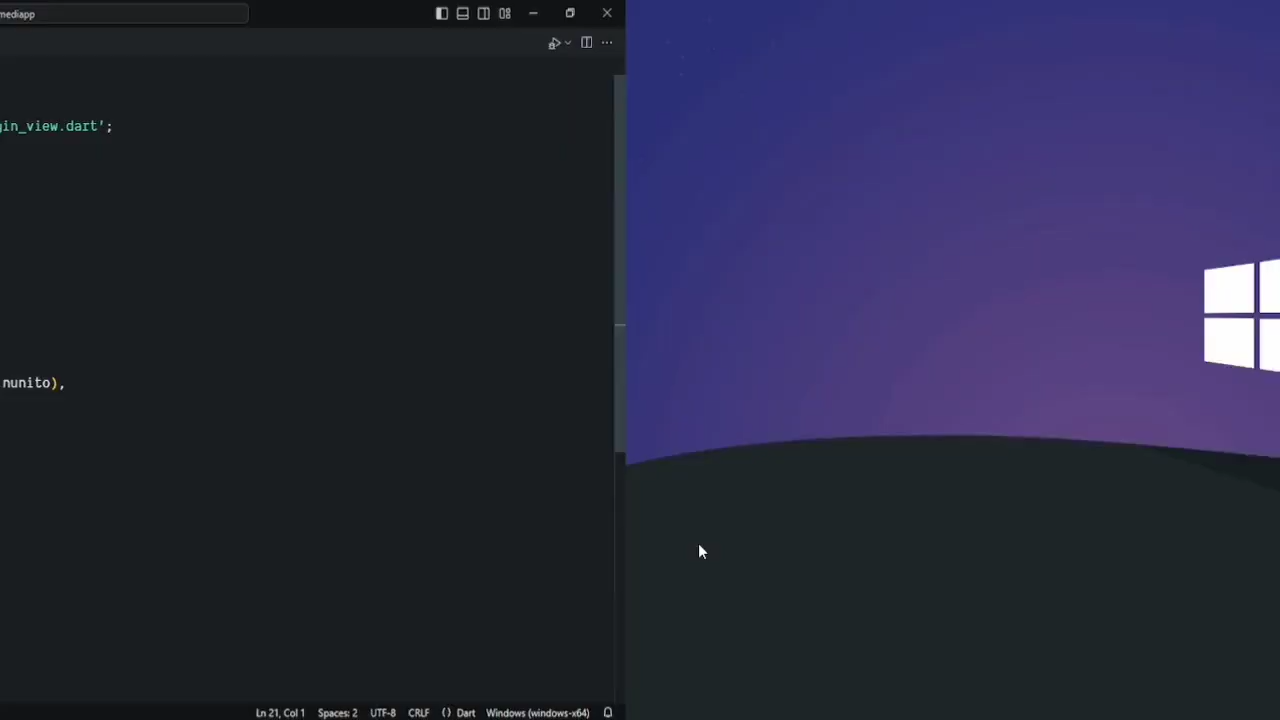 mediapp
gin_view.dart';
nunito),
Ln 21, Col 1 Spaces: 2 UTF-8 CRLF {} Dart Windows (windows-x64)